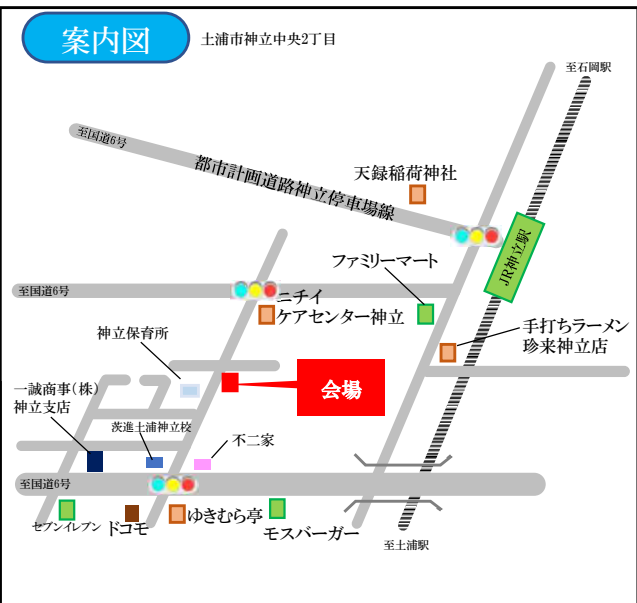 案内図
土浦市神立中央2丁目
至石岡駅
至国道6号
都市計画道路神立停車場線
天録稲荷神社
JR神立駅
ファミリーマート
至国道6号
ニチイ
ケアセンター神立
手打ちラーメン
珍来神立店
神立保育所
会場
一誠商事(株)
神立支店
茨進土浦神立校
不二家
至国道6号
セブンイレブン
ドコモ
ゆきむら亭
モスバーガー
至土浦駅